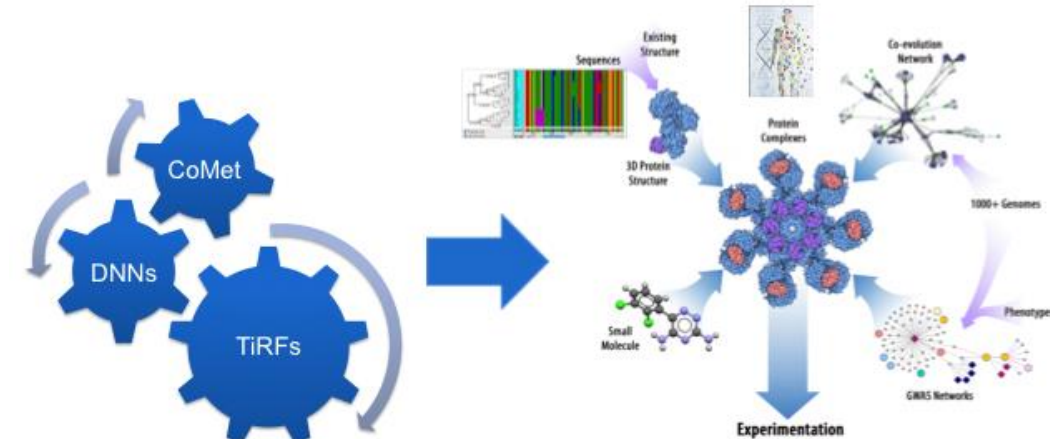 CoMet
DNNs
TiRFs
Existing
Structure
Sequences
3D Protein
Structure
Protein
Complexes
Co-evolution
Network
1000+ Genomes
Phenotype
Small
Molecule
GWAS Networks
Experimentation